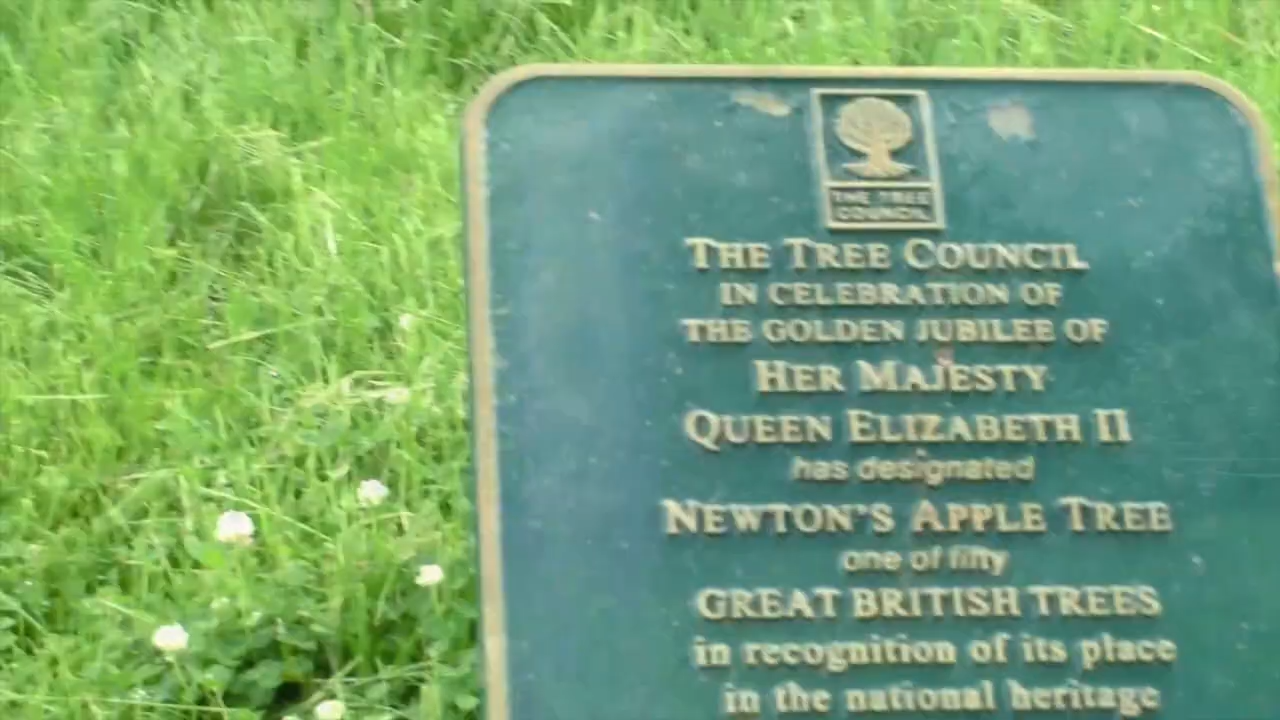 THE TREE
COUNCIL
THE TREE COUNCIL
IN CELEBRATION OF
THE GOLDEN JUBILEE OF
HER MAJESTY
QUEEN ELIZABETH II
has designated
NEWTON'S APPLE TREE
one of fifty
GREAT BRITISH TREES
in recognition of its place
in the national heritage